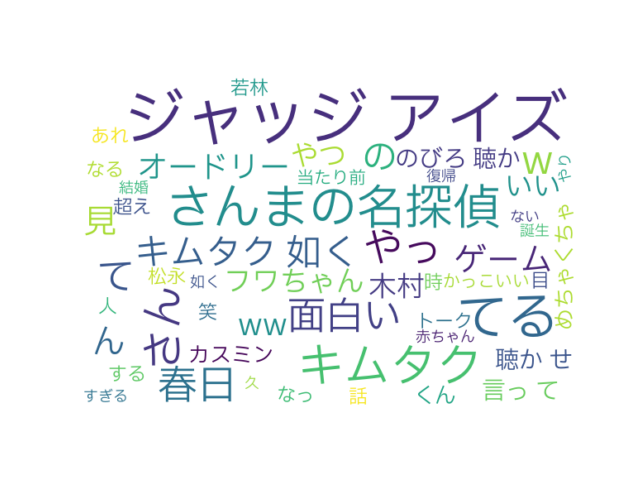 若林
ジャッジ アイズ
あれ
やつ
の
のびろ
聴か
w
なる
オードリー
当たり前
復帰
やり
いい
結婚
超え
さんまの名探偵
ない
誕生
見
めちゃくちゃ
キムタク 如く
やっ
ゲーム
て
松永
如く
フワちゃん
木村
時
かっこいい
目
人
それ
笑
ww
面白い
トーク
てる
ん
カスミン
赤ちゃん
聴か せ
する
春日
キムタク
言っ て
すぎる
久
なっ
話
くん